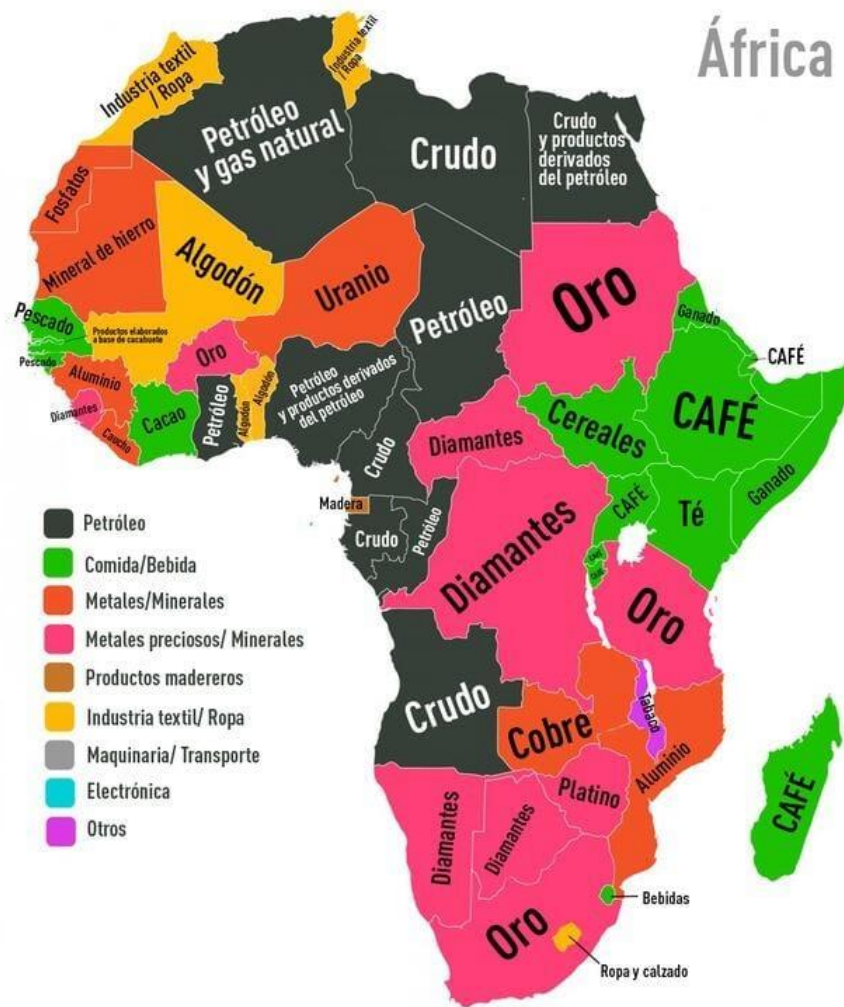 África
Industria textil
/ Ropa
Industria textil
/ Ropa
Petróleo
y gas natural
Crudo
Crudo
y productos
derivados
del petróleo
Fosfatos
Mineral de hierro
Algodón
Uranio
Petróleo
Oro
Ganado
CAFÉ
Pescado
Productos elaborados
a base de cacahuete
Pescado
Aluminio
Diamantes
Caucho
Cacao
Oro
Petróleo
Algodón
Algodón
Petróleo
y productos derivados
del petróleo
Crudo
Diamantes
Cereales
CAFÉ
Ganado
Madera
Crudo
Petróleo
Diamantes
CAFÉ
Té
Oro
Crudo
Cobre
Tabaco
Aluminio
Platino
Diamantes
Diamantes
Oro
CAFÉ
Bebidas
Ropa y calzado
Petróleo
Comida/Bebida
Metales/Minerales
Metales preciosos/ Minerales
Productos madereros
Industria textil/ Ropa
Maquinaria/ Transporte
Electrónica
Otros